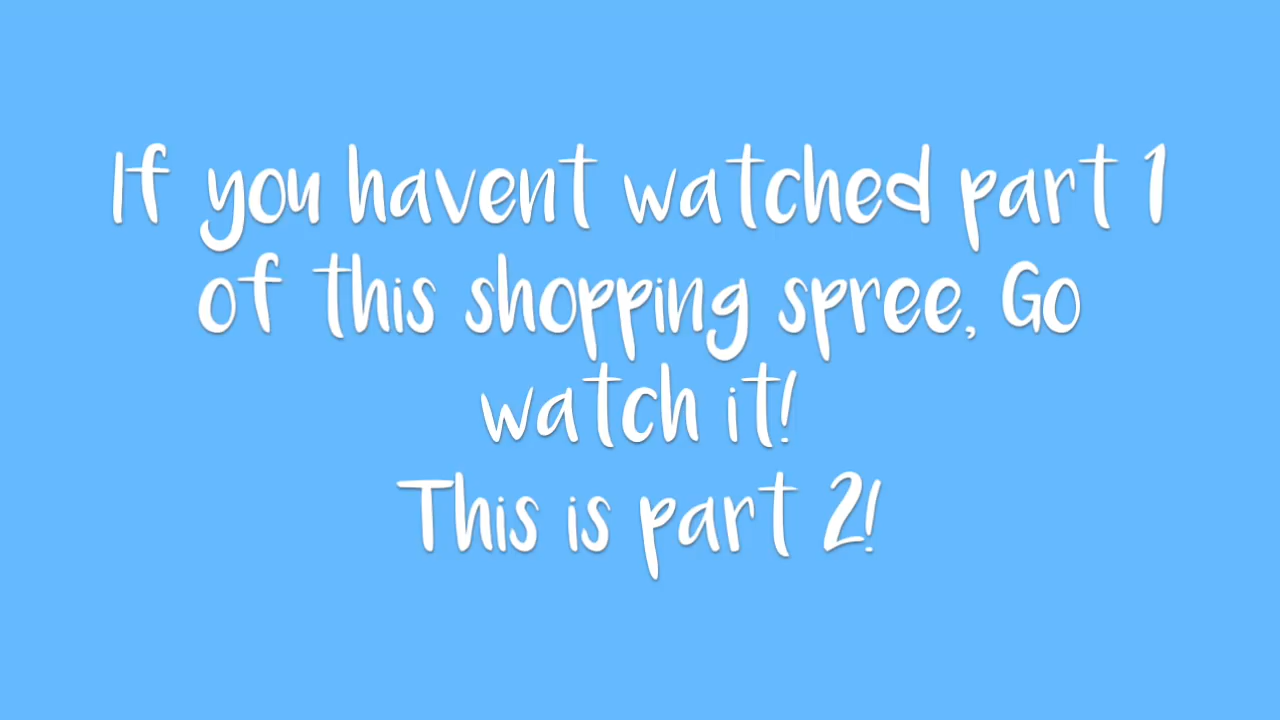 If you havent watched part 1
of this shopping spree, Go
watch it!
This is part 2!